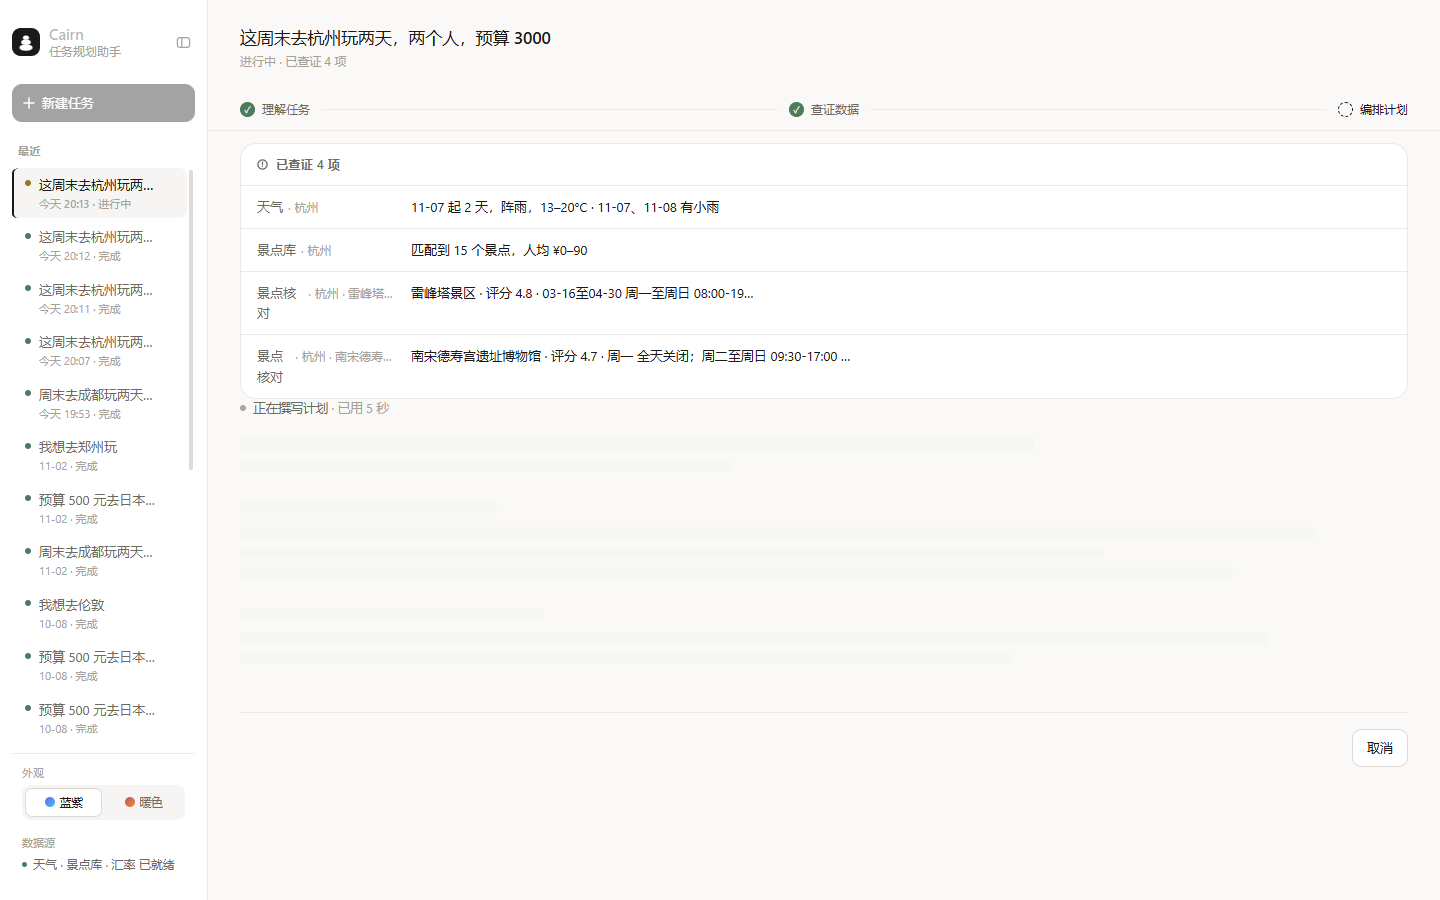 Cairn
任务规划助手
新建任务
最近
这周末去杭州玩两...
今天 20:13 · 进行中
这周末去杭州玩两...
今天 20:12 · 完成
这周末去杭州玩两...
今天 20:11 · 完成
这周末去杭州玩两...
今天 20:07 · 完成
周末去成都玩两天...
今天 19:53 · 完成
我想去郑州玩
11-02 · 完成
预算 500 元去日本...
11-02 · 完成
周末去成都玩两天...
11-02 · 完成
我想去伦敦
10-08 · 完成
预算 500 元去日本...
10-08 · 完成
预算 500 元去日本...
10-08 · 完成
外观
蓝紫
暖色
数据源
天气 · 景点库 · 汇率 已就绪
这周末去杭州玩两天，两个人，预算 3000
进行中 · 已查证 4 项
理解任务
查证数据
编排计划
已查证 4 项
天气 · 杭州
11-07 起 2 天，阵雨，13–20°C · 11-07、11-08 有小雨
景点库 · 杭州
匹配到 15 个景点，人均 ¥0–90
景点核对 · 杭州 · 雷峰塔...
雷峰塔景区 · 评分 4.8 · 03-16至04-30 周一至周日 08:00-19...
景点核对 · 杭州 · 南宋德寿...
南宋德寿宫遗址博物馆 · 评分 4.7 · 周一 全天关闭；周二至周日 09:30-17:00 ...
正在撰写计划 · 已用 5 秒
取消